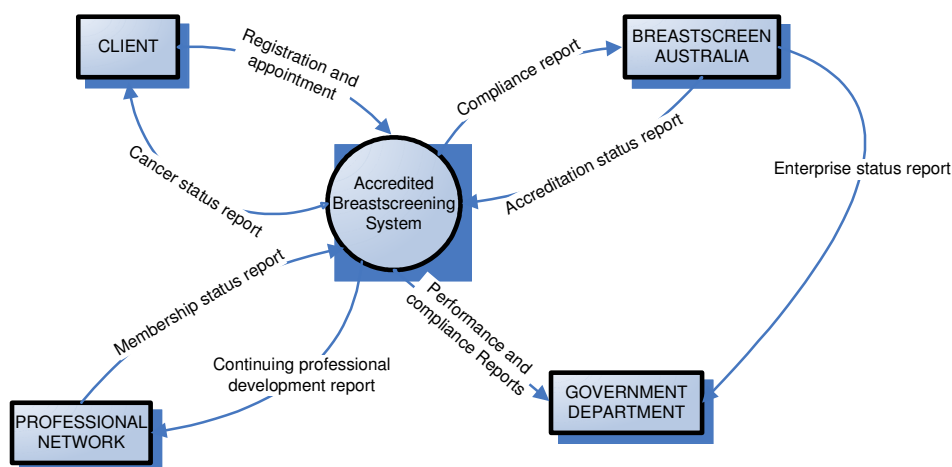 CLIENT
Registration and
appointment
Compliance report
BREASTSCREEN
AUSTRALIA
Cancer status report
Accredited
Breastscreening
System
Accreditation status report
Enterprise status report
Membership status report
Performance and
compliance Reports
Continuing professional
development report
PROFESSIONAL
NETWORK
GOVERNMENT
DEPARTMENT